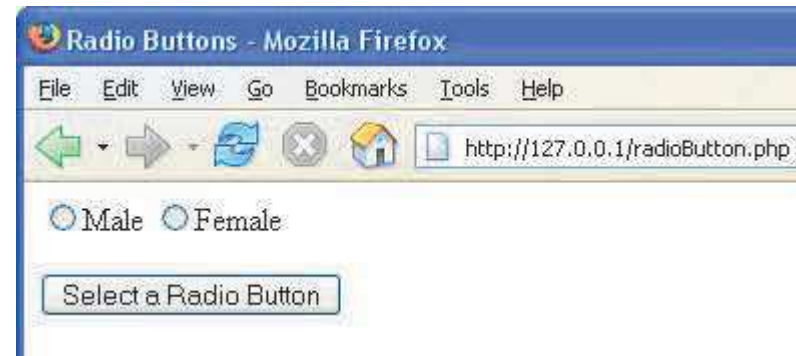 Radio Buttons - Mozilla Firefox
File Edit View Go Bookmarks Tools Help
http://127.0.0.1/radioButton.php
Male Female
Select a Radio Button